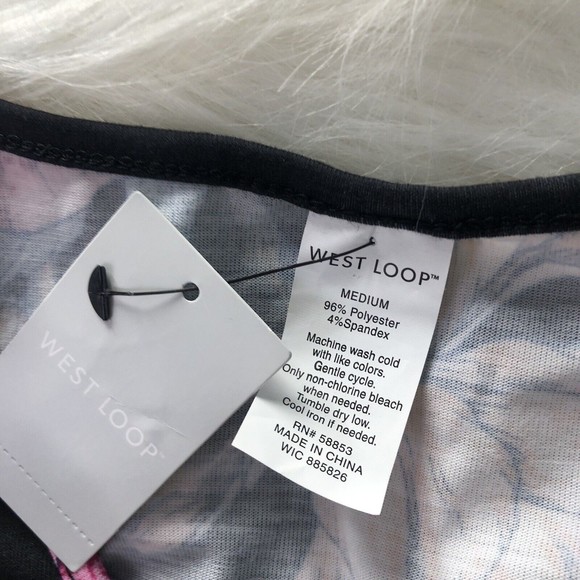 WEST LOOP™
MEDIUM
96% Polyester
4%Spandex
Machine wash cold
with like colors.
Gentle cycle.
Only non-chlorine bleach
when needed.
Tumble dry low.
Cool Iron if needed.
RN# 58853
MADE IN CHINA
WIC 885826
WEST LOOP™